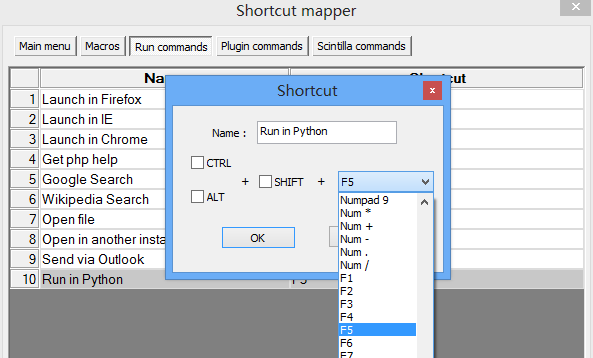 Shortcut mapper
Main menu Macros Run commands Plugin commands Scintilla commands
1 Launch in Firefox
2 Launch in IE
3 Launch in Chrome
4 Get php help
5 Google Search
6 Wikipedia Search
7 Open file
8 Open in another insta
9 Send via Outlook
10 Run in Python
Shortcut
Name : Run in Python
CTRL
+ SHIFT + F5
ALT
OK
Numpad 9
Num *
Num +
Num -
Num .
Num /
F1
F2
F3
F4
F5
F6
F7